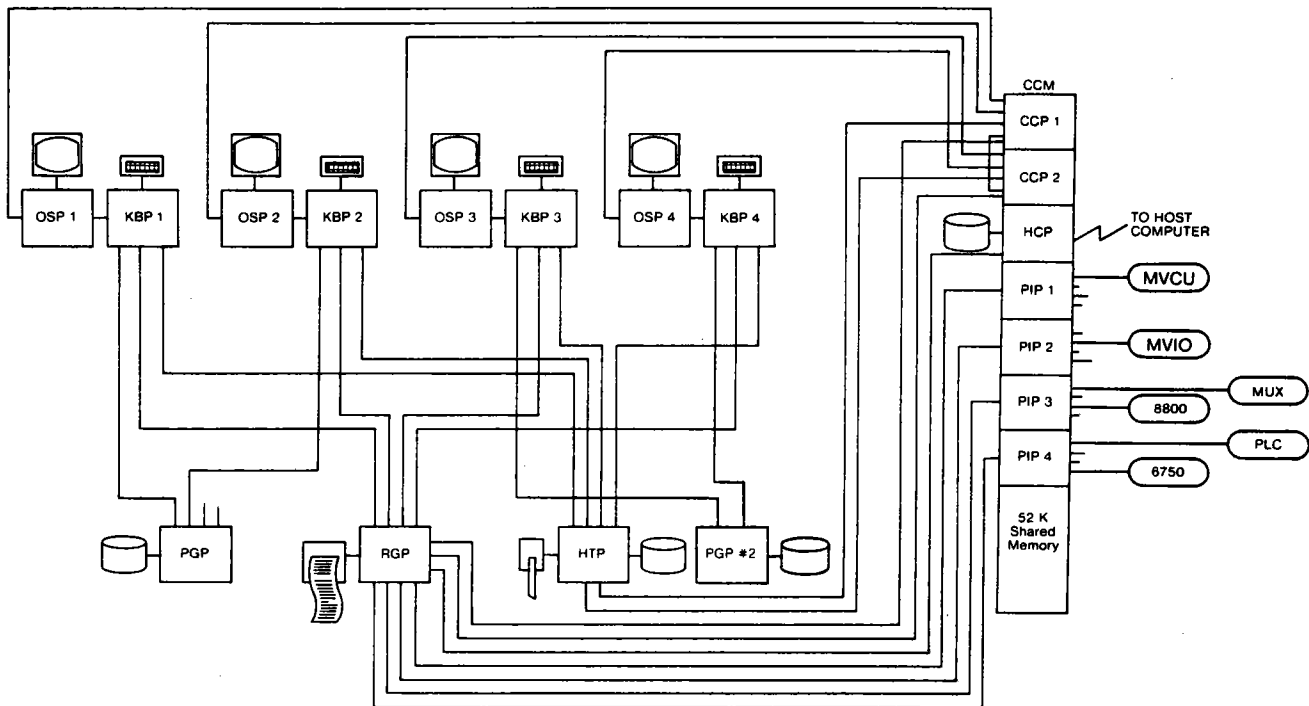 CCM
CCP 1
OSP 1
KBP 1
OSP 2
KBP 2
OSP 3
KBP 3
OSP 4
KBP 4
CCP 2
HCP
TO HOST
COMPUTER
PIP 1
MVCU
PIP 2
MVIO
PIP 3
MUX
8800
PIP 4
PLC
6750
52 K
Shared
Memory
PGP
RGP
HTP
PGP #2